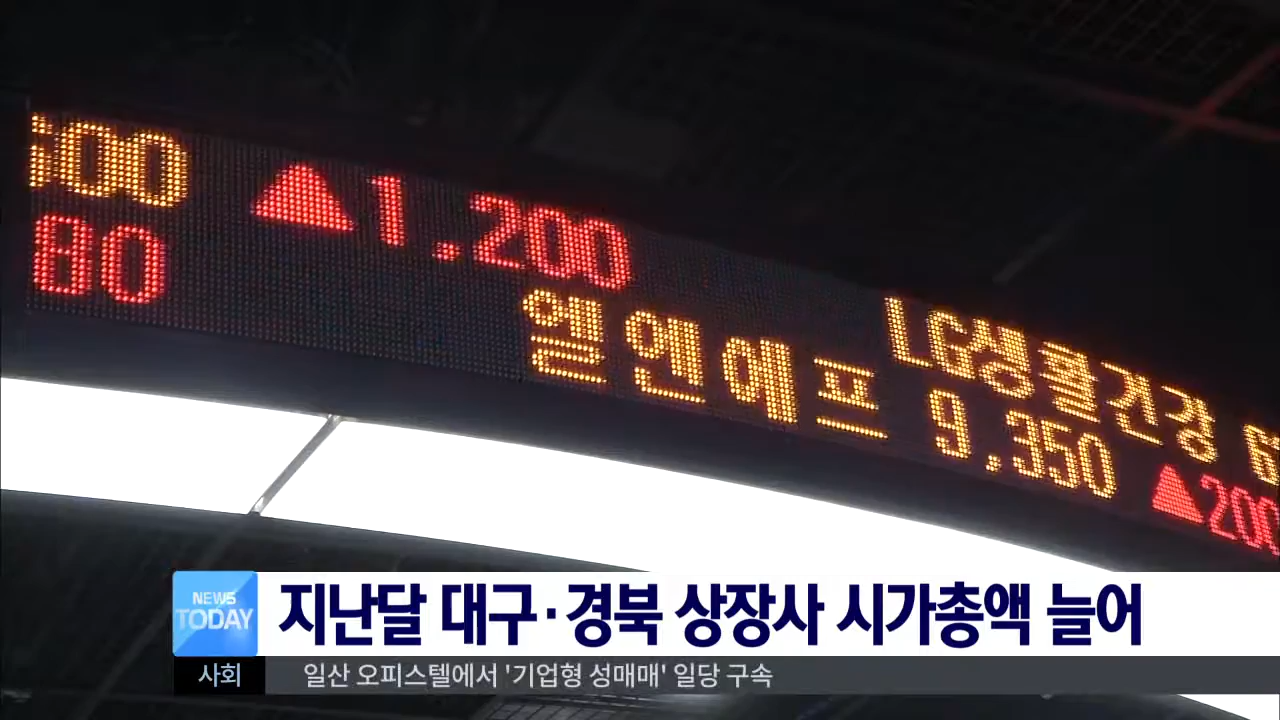 600 ▲1,200
80
엘엔에프 9,350 ▲200
LG생활건강
NEWS
TODAY
지난달 대구·경북 상장사 시가총액 늘어
사회
일산 오피스텔에서 '기업형 성매매' 일당 구속